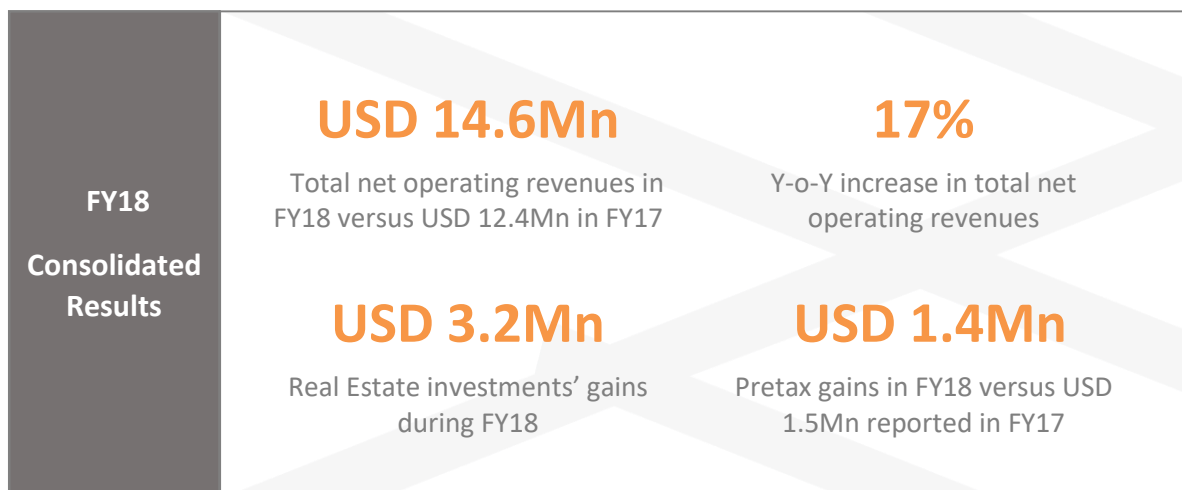 FY18
Consolidated
Results
USD 14.6Mn
Total net operating revenues in
FY18 versus USD 12.4Mn in FY17
17%
Y-o-Y increase in total net
operating revenues
USD 3.2Mn
Real Estate investments’ gains
during FY18
USD 1.4Mn
Pretax gains in FY18 versus USD
1.5Mn reported in FY17